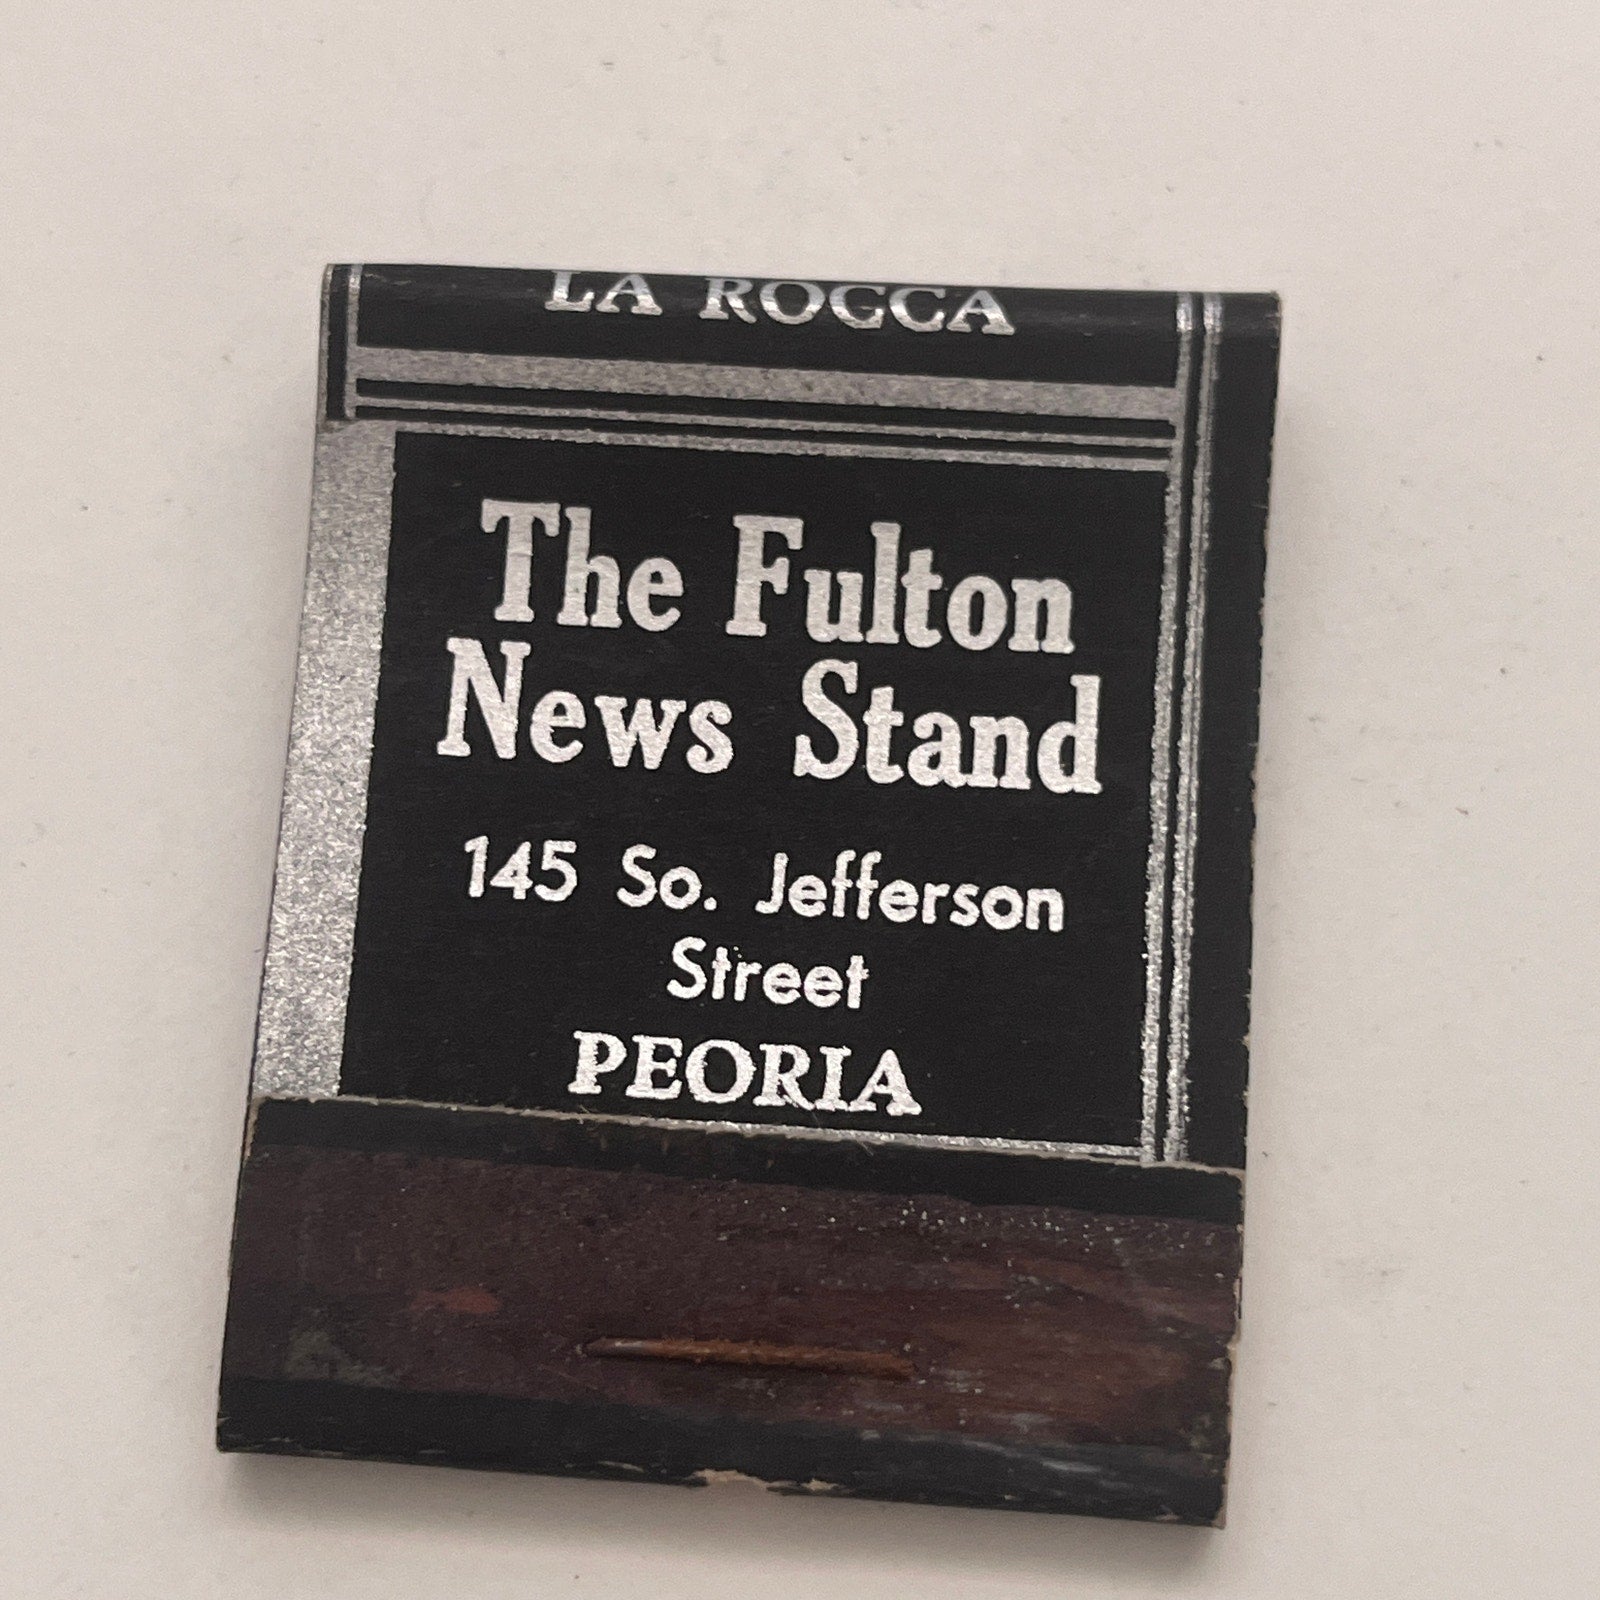 LA ROCCA
The Fulton
News Stand
145 So. Jefferson
Street
PEORIA